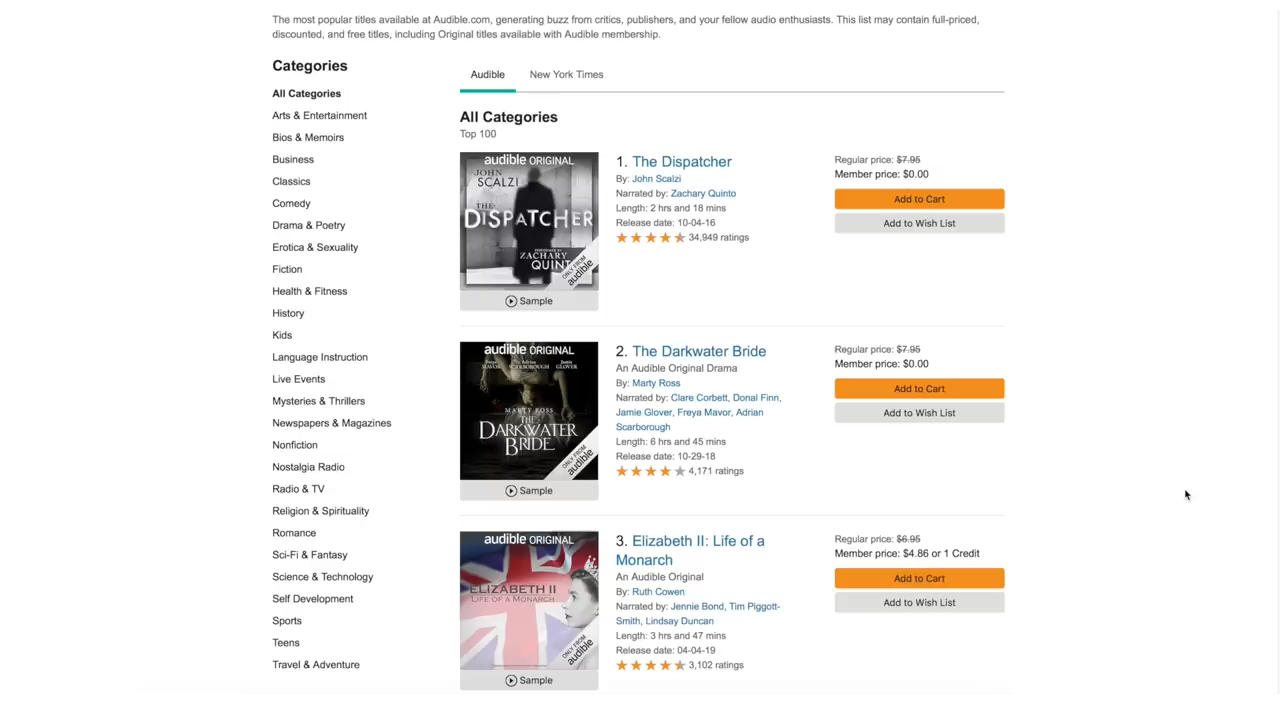 The most popular titles available at Audible.com, generating buzz from critics, publishers, and your fellow audio enthusiasts. This list may contain full-priced,
discounted, and free titles, including Original titles available with Audible membership.
Categories
All Categories
Arts & Entertainment
Bios & Memoirs
Business
Classics
Comedy
Drama & Poetry
Erotica & Sexuality
Fiction
Health & Fitness
History
Kids
Language Instruction
Live Events
Mysteries & Thrillers
Newspapers & Magazines
Nonfiction
Nostalgia Radio
Radio & TV
Religion & Spirituality
Romance
Sci-Fi & Fantasy
Science & Technology
Self Development
Sports
Teens
Travel & Adventure
Audible New York Times
All Categories
Top 100
audible ORIGINAL
JOHN
SCALZI
THE
DISPATCHER
PERFORMED BY
ZACHARY
QUINTO
ONLY FROM
audible
Sample
1. The Dispatcher
By: John Scalzi
Narrated by: Zachary Quinto
Length: 2 hrs and 18 mins
Release date: 10-04-16
34,949 ratings
Regular price: $7.95
Member price: $0.00
Add to Cart
Add to Wish List
audible ORIGINAL
Freya Adrian Jamie
MAVOR SCARBOROUGH GLOVER
MARTY ROSS
THE
DARKWATER
BRIDE
ONLY FROM
audible
Sample
2. The Darkwater Bride
An Audible Original Drama
By: Marty Ross
Narrated by: Clare Corbett, Donal Finn,
Jamie Glover, Freya Mavor, Adrian
Scarborough
Length: 6 hrs and 45 mins
Release date: 10-29-18
4,171 ratings
Regular price: $7.95
Member price: $0.00
Add to Cart
Add to Wish List
audible ORIGINAL
ELIZABETH II
LIFE OF A MONARCH
ONLY FROM
audible
Sample
3. Elizabeth II: Life of a
Monarch
An Audible Original
By: Ruth Cowen
Narrated by: Jennie Bond, Tim Piggott-
Smith, Lindsay Duncan
Length: 3 hrs and 47 mins
Release date: 04-04-19
3,102 ratings
Regular price: $6.95
Member price: $4.86 or 1 Credit
Add to Cart
Add to Wish List